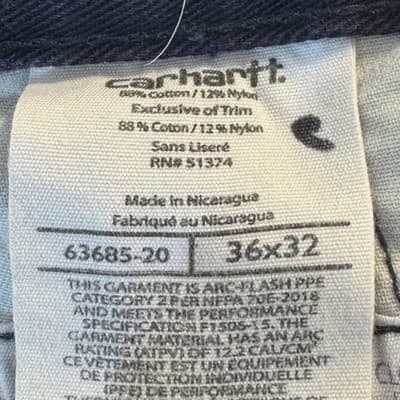 carhartt.
88% Cotton / 12% Nylon
Exclusive of Trim
88% Coton / 12% Nylon
Sans Liseré
RN# 51374
Made in Nicaragua
Fabriqué au Nicaragua
63685-20 36x32
THIS GARMENT IS ARC-FLASH PPE
CATEGORY 2 PER NFPA 70E-2018
AND MEETS THE PERFORMANCE
SPECIFICATION F1506-15. THE
GARMENT MATERIAL HAS AN ARC
RATING (ATPV) OF 12.2 CAL/CM²
CE VÊTEMENT EST UN ÉQUIPEMENT
DE PROTECTION INDIVIDUELLE
(PFE) DE PERFORMANCE